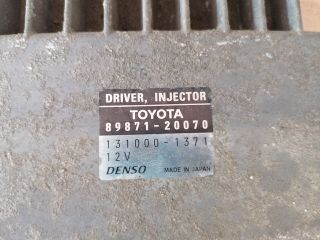 DRIVER, INJECTOR
TOYOTA
89871-20070
131000-1371
12V
DENSO MADE IN JAPAN